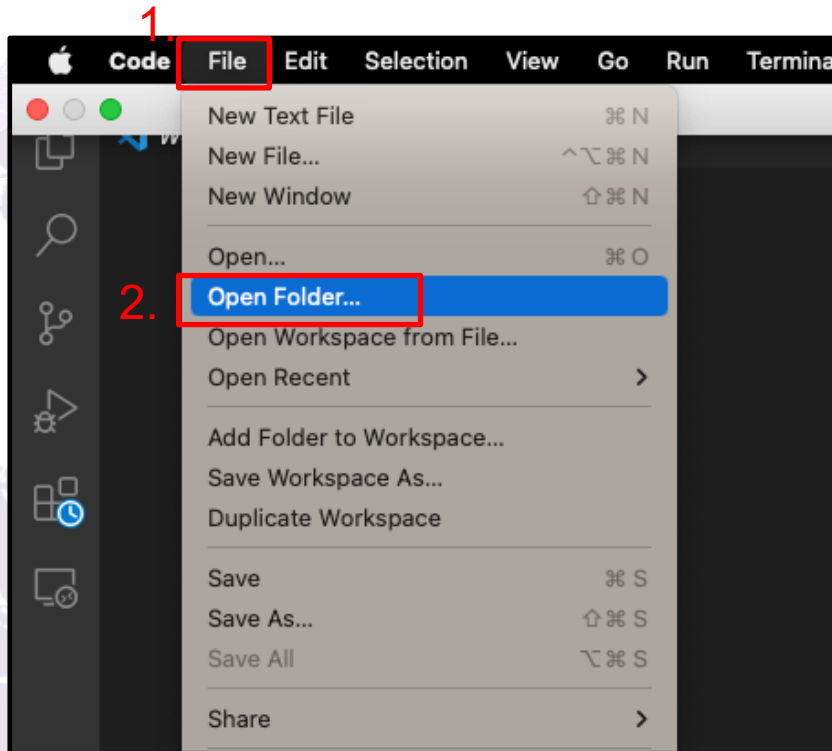 1.
Code File Edit Selection View Go Run Termina
W
New Text File ⌘ N
New File... ^⌥⌘ N
New Window ⇧⌘ N
Open... ⌘ O
2. Open Folder...
Open Workspace from File...
Open Recent >
Add Folder to Workspace...
Save Workspace As...
Duplicate Workspace
Save ⌘ S
Save As... ⇧⌘ S
Save All ⌥⌘ S
Share >